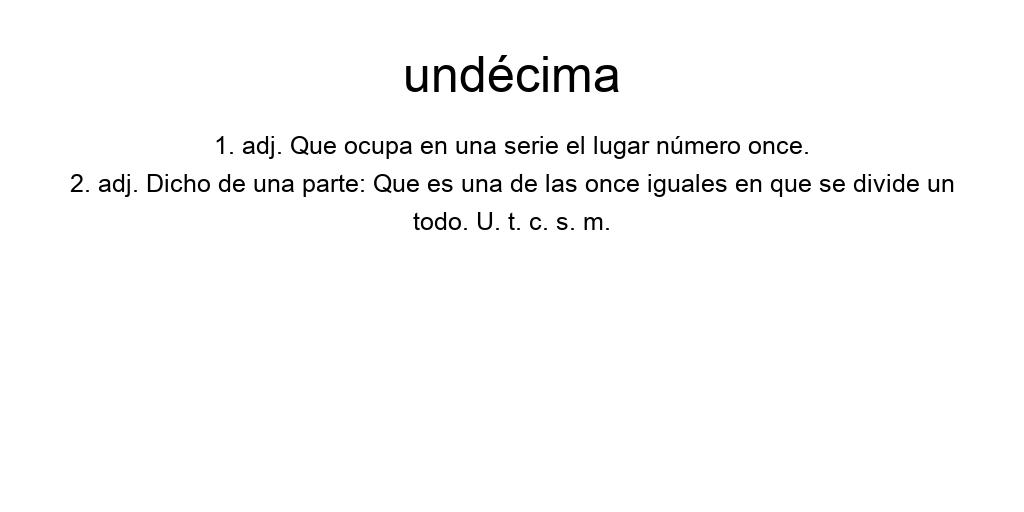 undécima
1. adj. Que ocupa en una serie el lugar número once.
2. adj. Dicho de una parte: Que es una de las once iguales en que se divide un
todo. U. t. c. s. m.